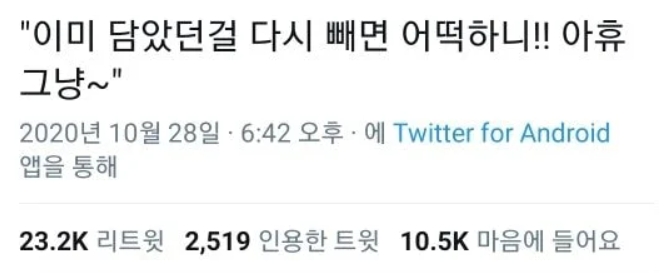 "이미 담았던걸 다시 빼면 어떡하니!! 아휴
그냥~"
2020년 10월 28일 · 6:42 오후 · 에 Twitter for Android
앱을 통해
23.2K 리트윗 2,519 인용한 트윗 10.5K 마음에 들어요